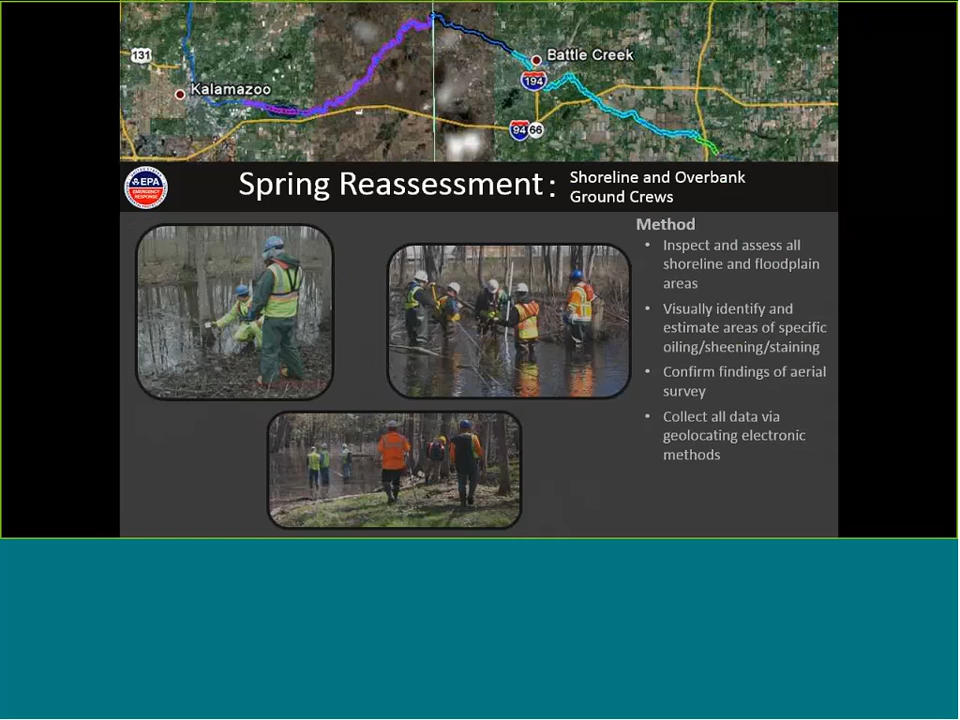 131
Kalamazoo
Battle Creek
194
94 66
UNITED STATES
EPA
EMERGENCY
RESPONSE
Spring Reassessment: Shoreline and Overbank
Ground Crews
Method
• Inspect and assess all
shoreline and floodplain
areas
• Visually identify and
estimate areas of specific
oiling/sheening/staining
• Confirm findings of aerial
survey
• Collect all data via
geolocating electronic
methods